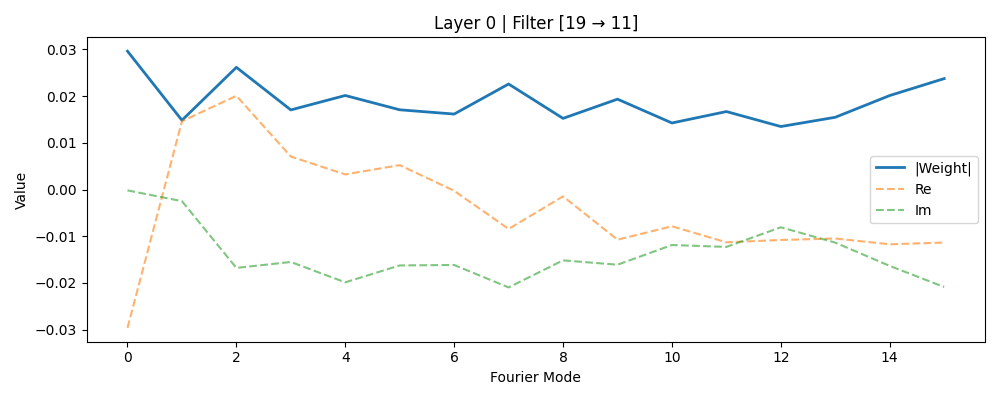 Layer 0 | Filter [19 → 11]
0.03
0.02
0.01
0.00
−0.01
−0.02
−0.03
Value
|Weight|
Re
Im
0 2 4 6 8 10 12 14
Fourier Mode